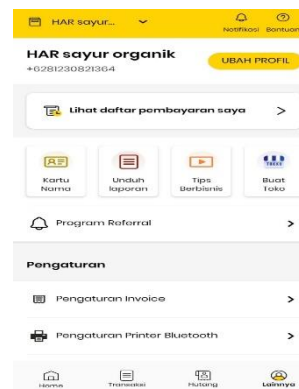 HAR sayur...
Notifikasi Bantuan
HAR sayur organik
+6281230821364
UBAH PROFIL
Lihat daftar pembayaran saya
Kartu Nama
Unduh laporan
Tips Berbisnis
TOKO
Buat Toko
Program Referral
Pengaturan
Pengaturan Invoice
Pengaturan Printer Bluetooth
Home Transaksi Hutang Lainnya